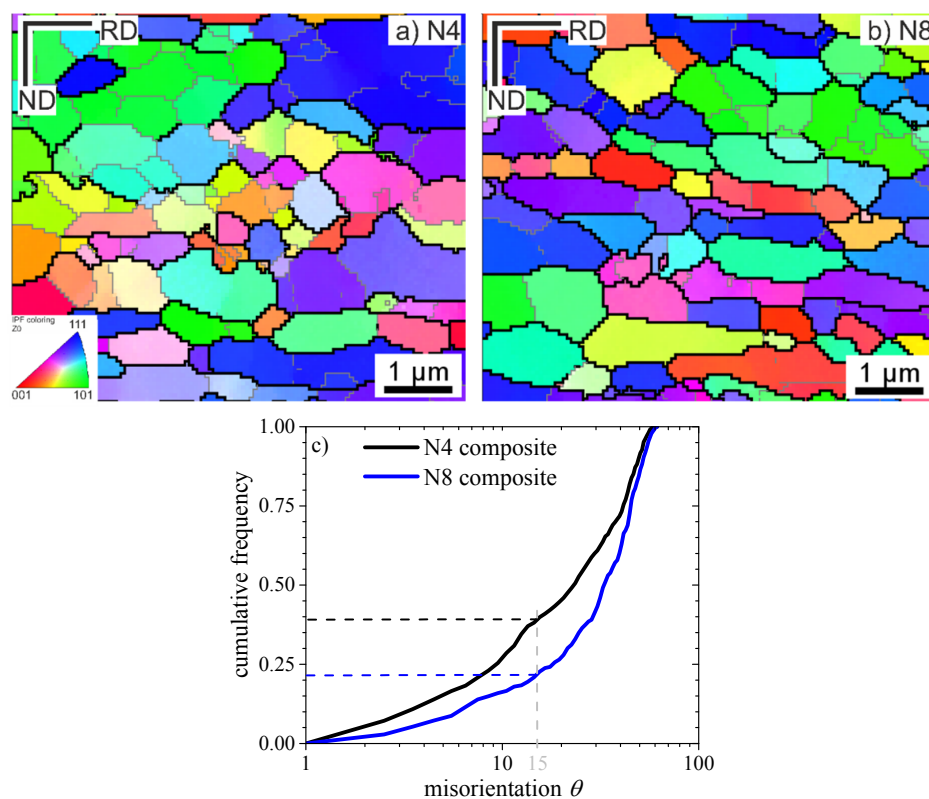 RD
a) N4
ND
RD
b) N8
ND
IPF coloring
Z0
111
001
101
1 μm
1 μm
c)
N4 composite
N8 composite
1.00
0.75
0.50
0.25
0.00
cumulative frequency
1
10
15
100
misorientation θ